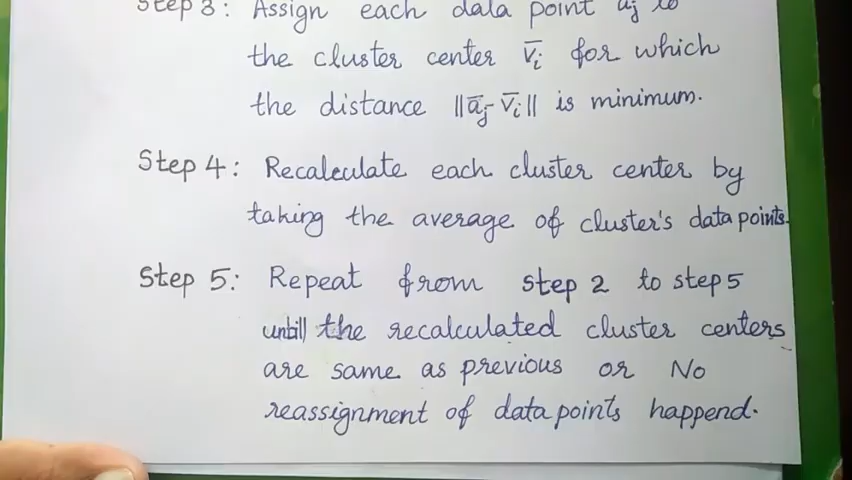 Step 3: Assign each data point aj to
the cluster center v̅i for which
the distance ||a̅j - v̅i|| is minimum.
Step 4: Recalculate each cluster center by
taking the average of cluster's data points.
Step 5: Repeat from step 2 to step 5
untill the recalculated cluster centers
are same as previous or No
reassignment of data points happend.